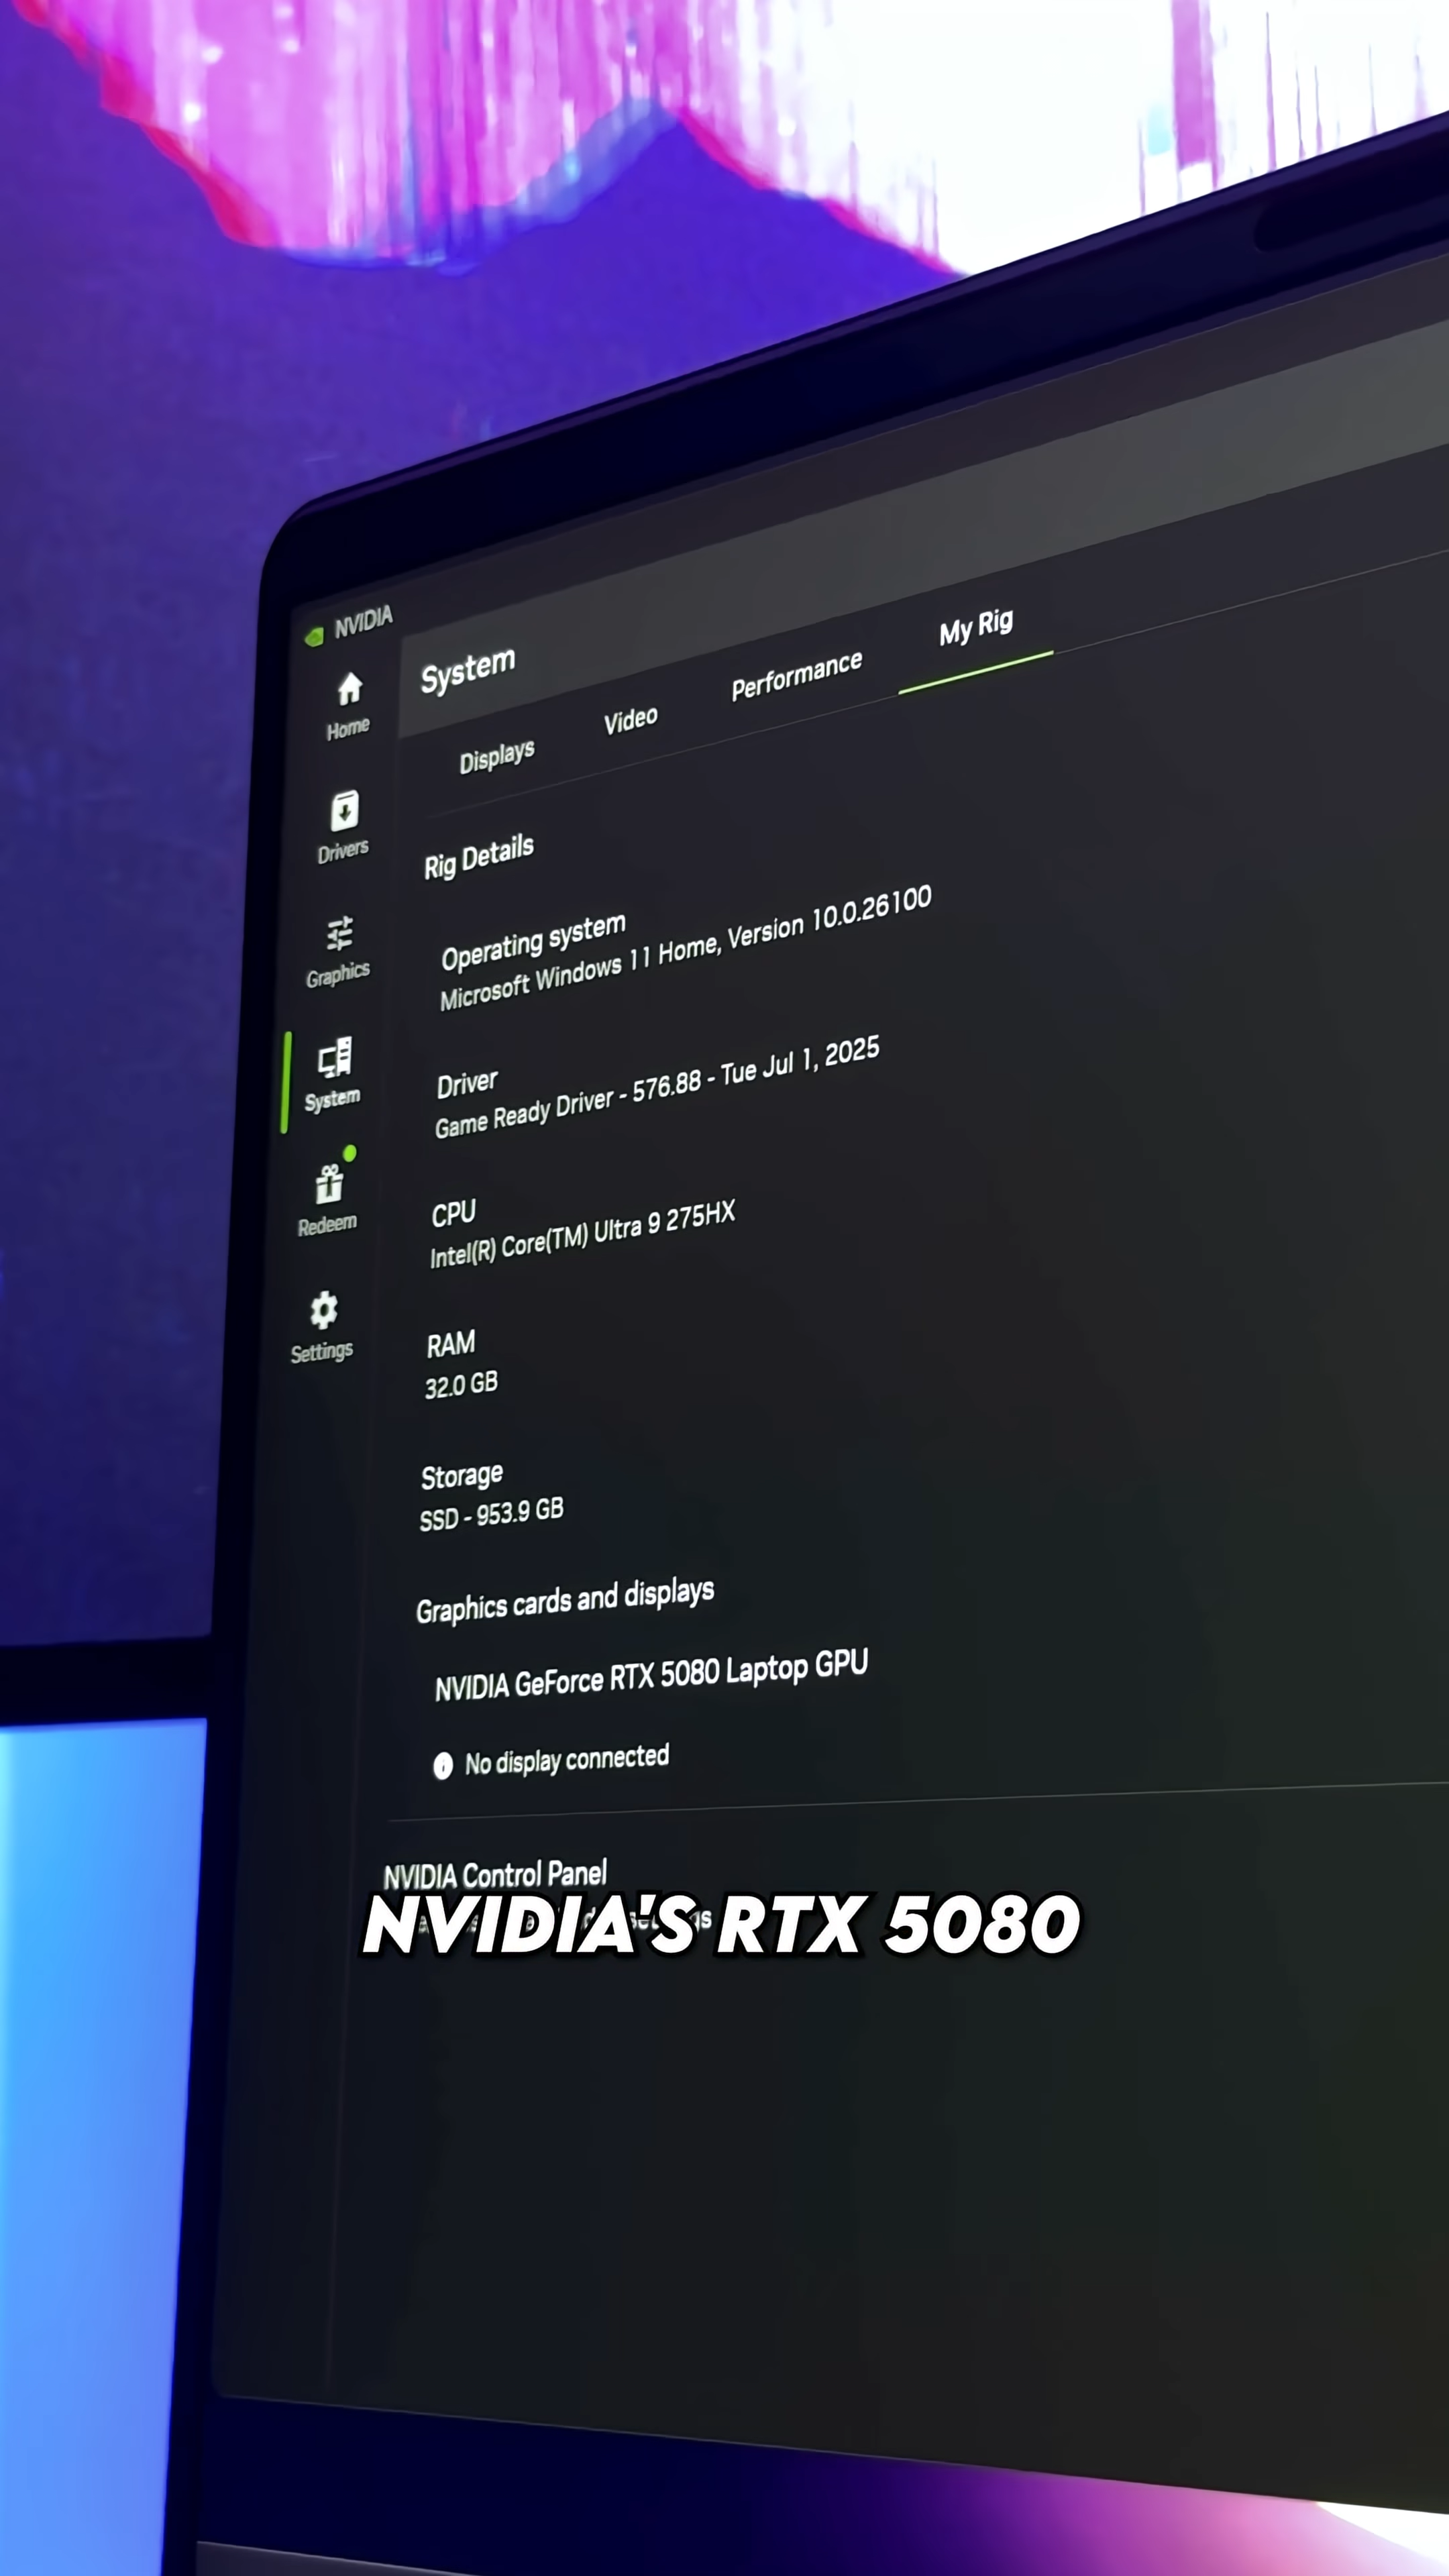 NVIDIA
Home
Drivers
Graphics
System
Redeem
Settings
System
Displays
Video
Performance
My Rig
Rig Details
Operating system
Microsoft Windows 11 Home, Version 10.0.26100
Driver
Game Ready Driver - 576.88 - Tue Jul 1, 2025
CPU
Intel(R) Core(TM) Ultra 9 275HX
RAM
32.0 GB
Storage
SSD - 953.9 GB
Graphics cards and displays
NVIDIA GeForce RTX 5080 Laptop GPU
No display connected
NVIDIA Control Panel
NVIDIA'S RTX 5080